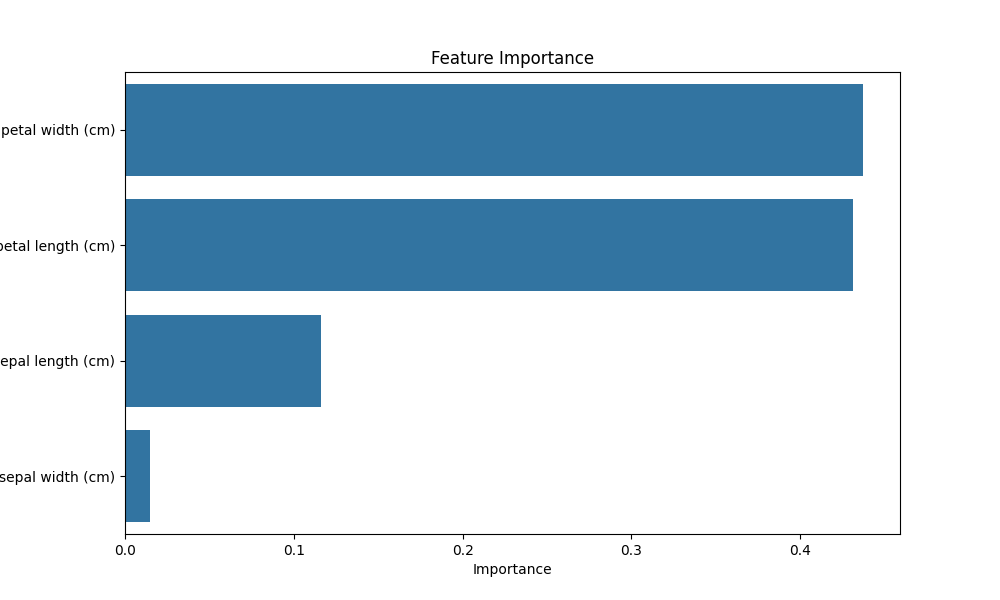 Feature Importance
petal width (cm)
petal length (cm)
epal length (cm)
sepal width (cm)
0.0 0.1 0.2 0.3 0.4
Importance